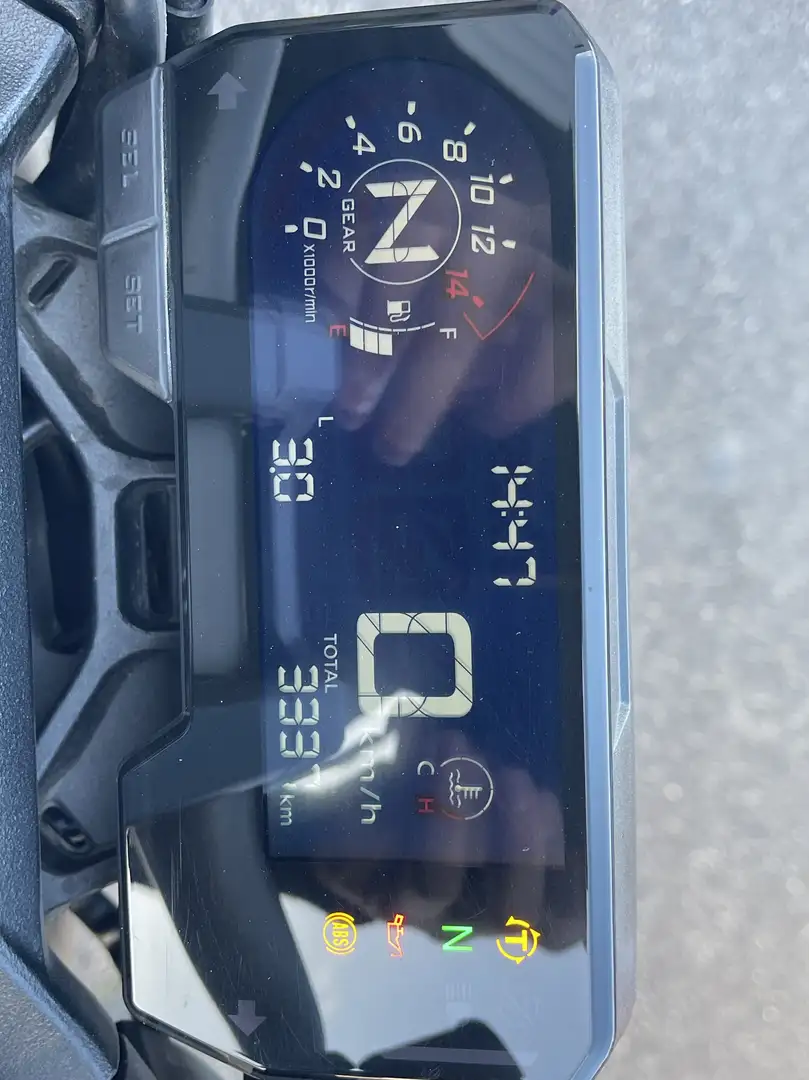 14:47
0
2
4
6
8
10
12
14
GEAR
N
X1000r/min
E
F
0
km/h
C
H
L
3.0
TOTAL
km
T
N
ABS
SEL
SET